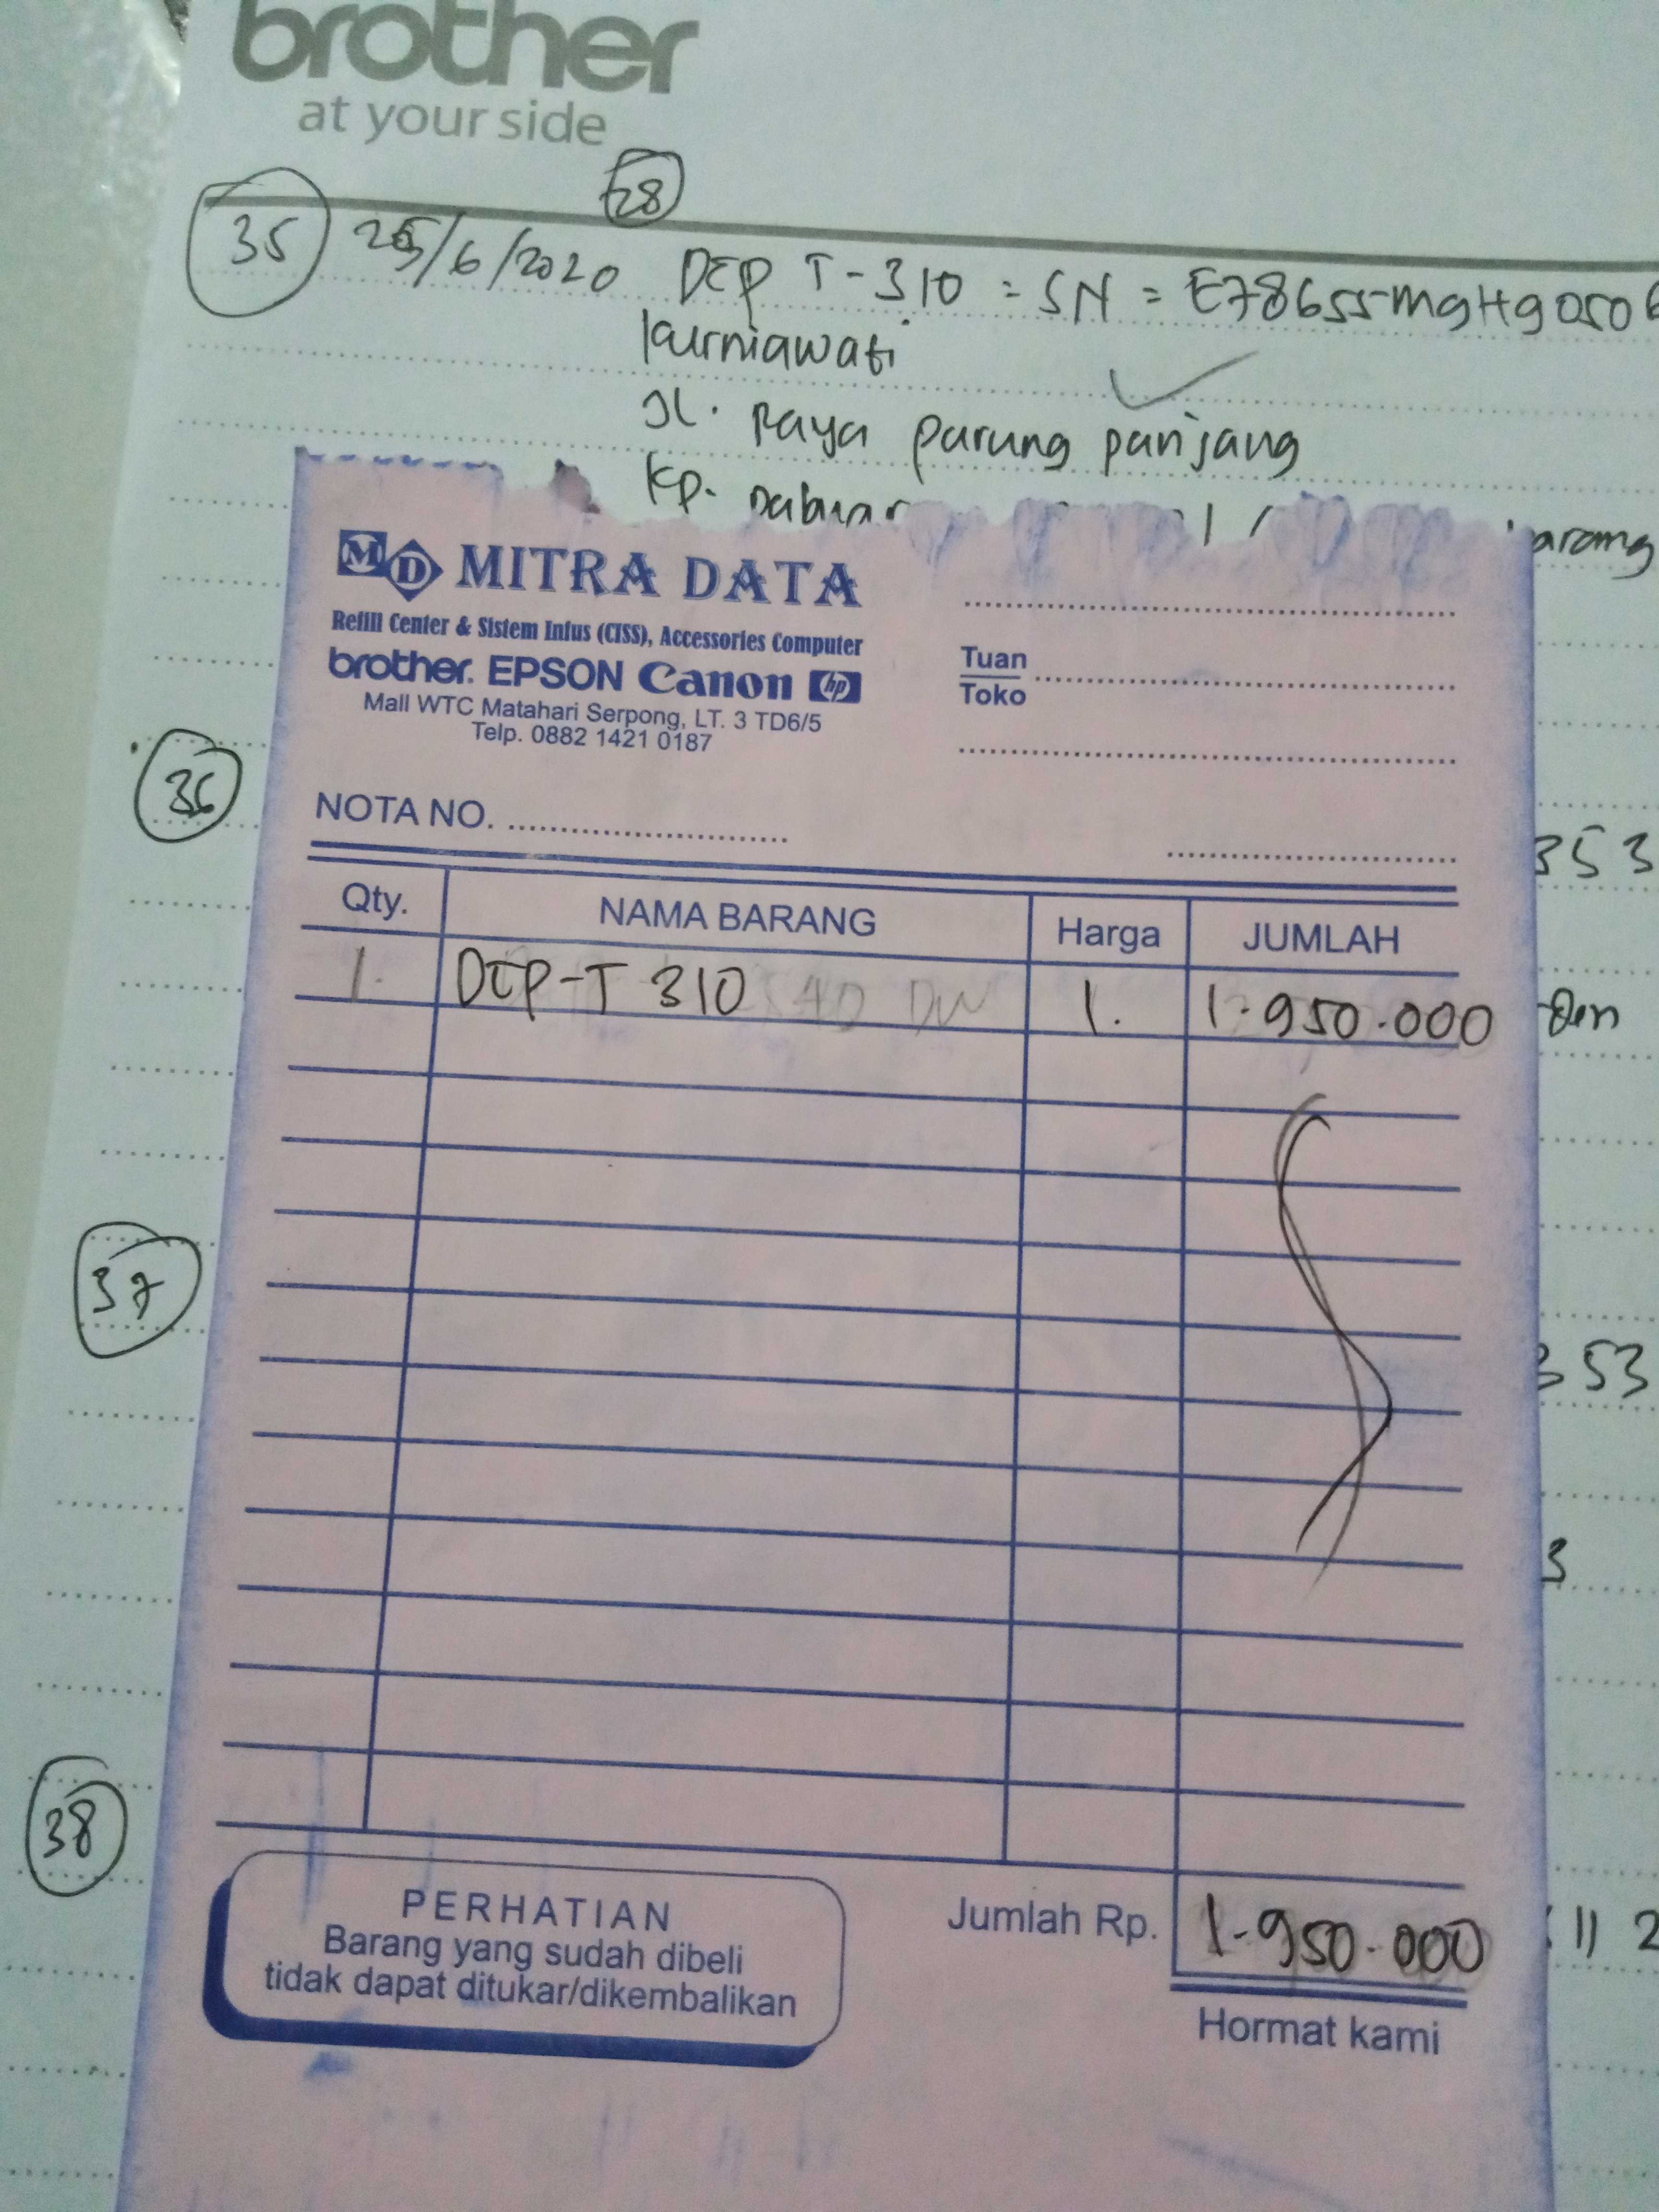 brother
at your side
28
35 25/6/2020 DCP T-310 = SN = E78655M9H9050
Kurniawati
Jl. Raya parung panjang
Kp.
MD MITRA DATA
Refill Center & Sistem Infus (CISS), Accessories Computer
brother. EPSON Canon hp
Mall WTC Matahari Serpong, LT. 3 TD6/5
Telp. 0882 1421 0187
Tuan
Toko
36
NOTA NO.
353
Qty. NAMA BARANG Harga JUMLAH
1. DCP-T 310 1. 1.950.000
37
353
3
38
PERHATIAN
Barang yang sudah dibeli
tidak dapat ditukar/dikembalikan
Jumlah Rp. 1.950.000
11 2
Hormat kami